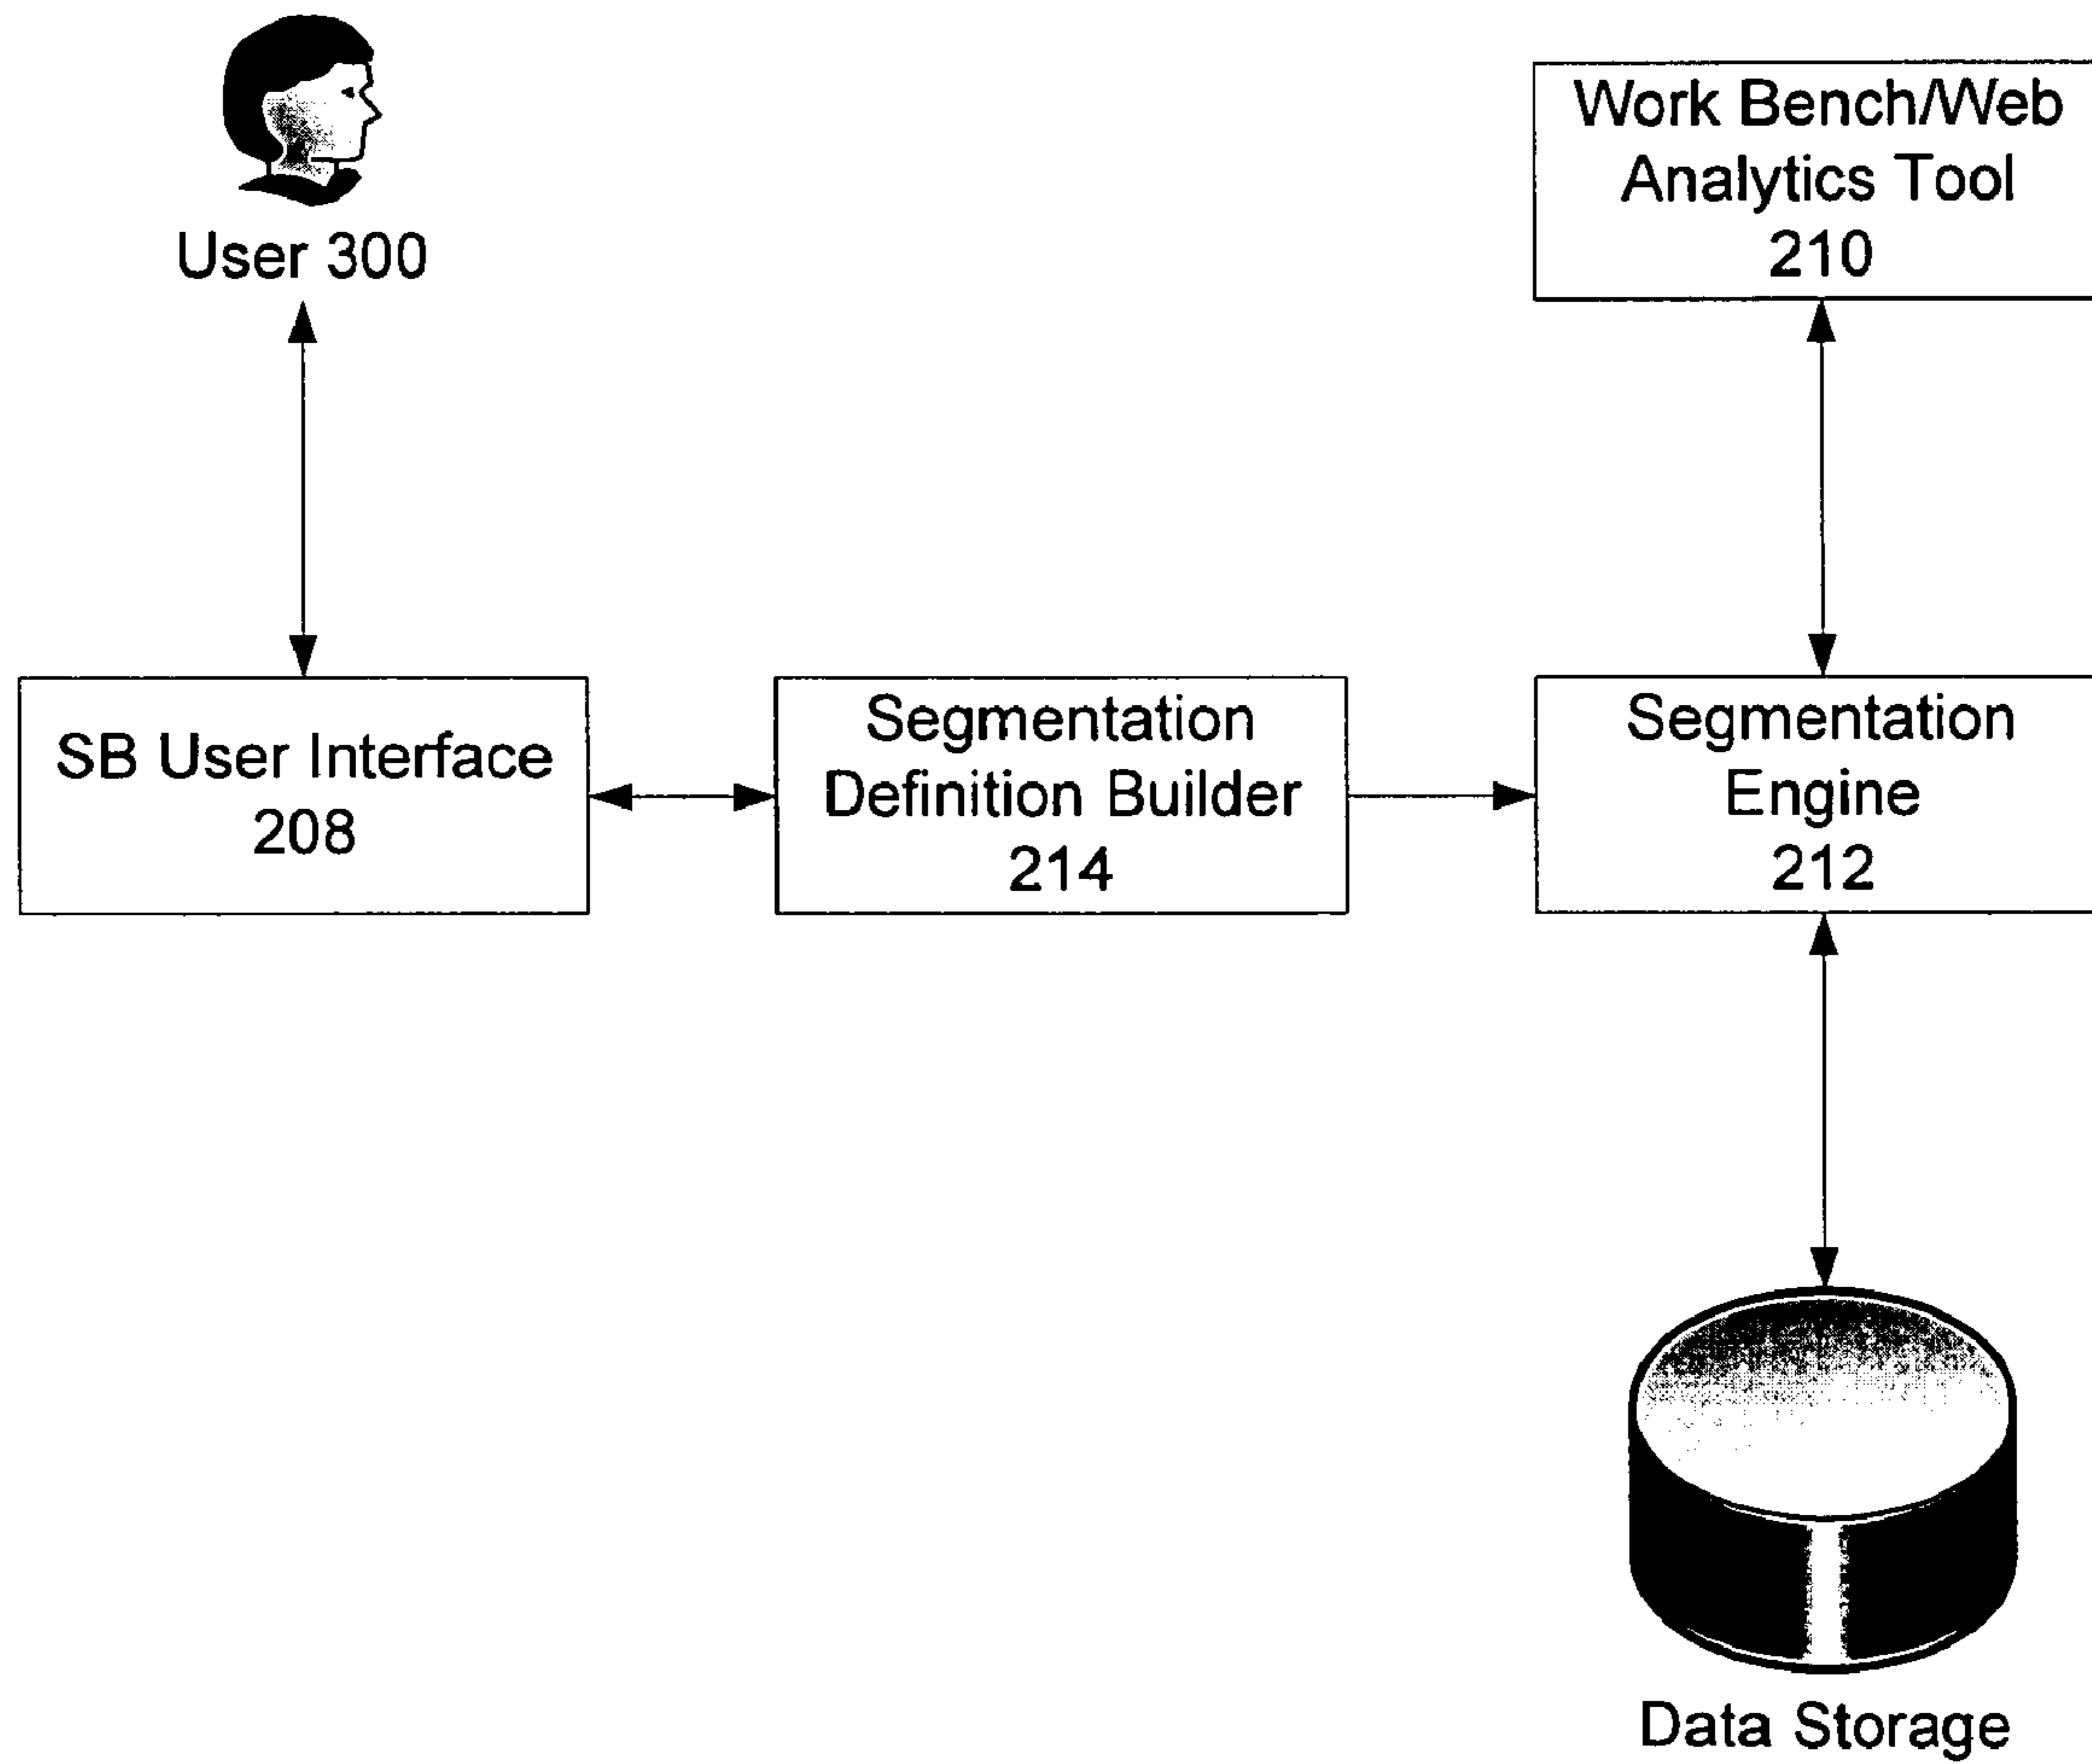 User 300
Work Bench/Web
Analytics Tool
210
SB User Interface
208
Segmentation
Definition Builder
214
Segmentation
Engine
212
Data Storage